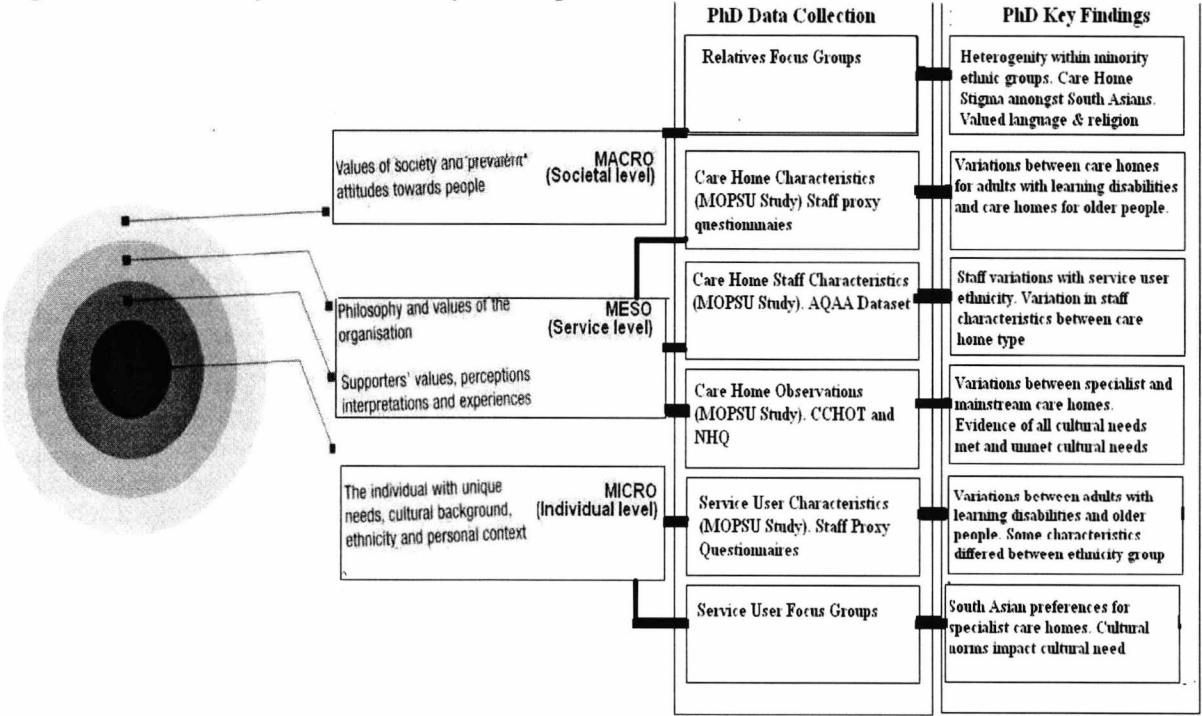 PhD Data Collection
PhD Key Findings
Relatives Focus Groups
Heterogenity within minority
ethnic groups. Care Home
Stigma amongst South Asians.
Valued language & religion
Values of society and prevalent
attitudes towards people
MACRO
(Societal level)
Care Home Characteristics
(MOPSU Study) Staff proxy
questionnnaies
Variations between care homes
for adults with learning disabilities
and care homes for older people.
Philosophy and values of the
organisation
Supporters' values, perceptions
interpretations and experiences
MESO
(Service level)
Care Home Staff Characteristics
(MOPSU Study). AQAA Dataset
Staff variations with service user
ethnicity. Variation in staff
characteristics between care
home type
Care Home Observations
(MOPSU Study). CCHOT and
NHQ
Variations between specialist and
mainstream care homes.
Evidence of all cultural needs
met and unmet cultural needs
The individual with unique
needs, cultural background,
ethnicity and personal context
MICRO
(Individual level)
Service User Characteristics
(MOPSU Study). Staff Proxy
Questionnaires
Variations between adults with
learning disabilities and older
people. Some characteristics
differed between ethnicity group
Service User Focus Groups
South Asian preferences for
specialist care homes. Cultural
norms impact cultural need